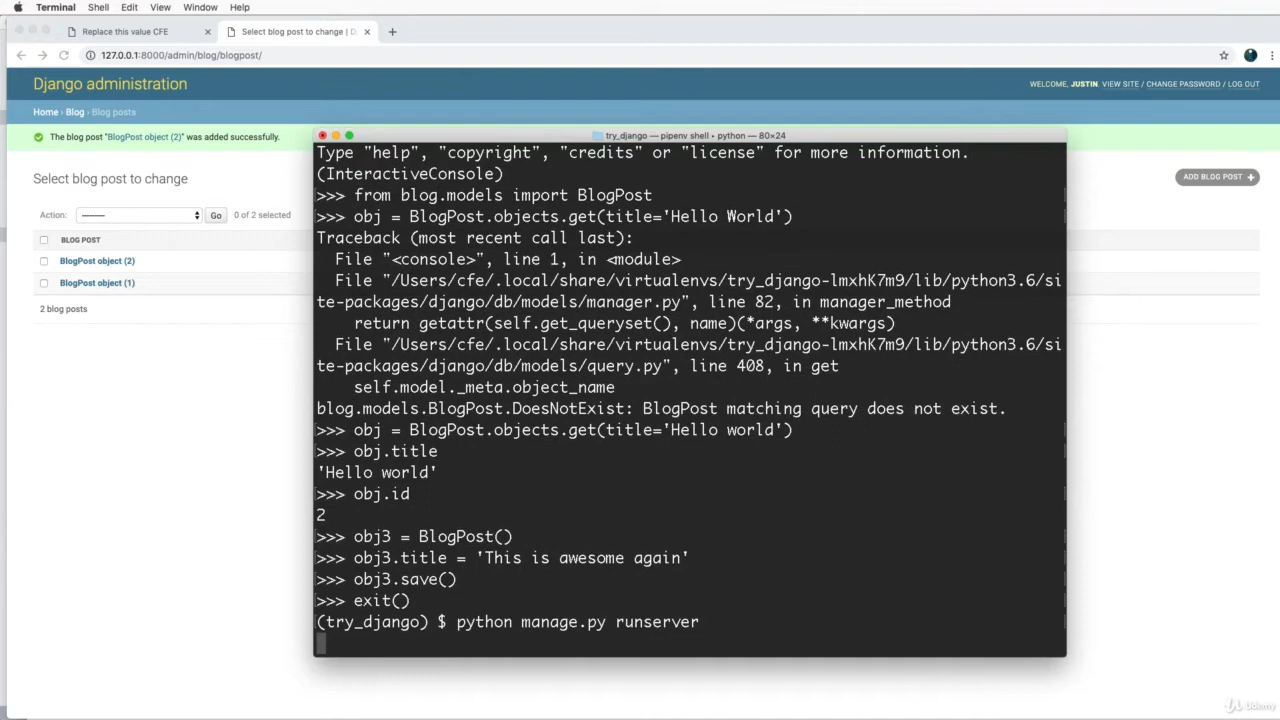 Terminal Shell Edit View Window Help
Replace this value CFE
Select blog post to change | D
127.0.0.1:8000/admin/blog/blogpost/
Django administration
WELCOME, JUSTIN. VIEW SITE / CHANGE PASSWORD / LOG OUT
Home › Blog › Blog posts
The blog post "BlogPost object (2)" was added successfully.
Select blog post to change
ADD BLOG POST +
Action: --------- Go 0 of 2 selected
BLOG POST
BlogPost object (2)
BlogPost object (1)
2 blog posts
try_django — pipenv shell • python — 80×24
Type "help", "copyright", "credits" or "license" for more information.
(InteractiveConsole)
>>> from blog.models import BlogPost
>>> obj = BlogPost.objects.get(title='Hello World')
Traceback (most recent call last):
File "<console>", line 1, in <module>
File "/Users/cfe/.local/share/virtualenvs/try_django-lmxhK7m9/lib/python3.6/si
te-packages/django/db/models/manager.py", line 82, in manager_method
return getattr(self.get_queryset(), name)(*args, **kwargs)
File "/Users/cfe/.local/share/virtualenvs/try_django-lmxhK7m9/lib/python3.6/si
te-packages/django/db/models/query.py", line 408, in get
self.model._meta.object_name
blog.models.BlogPost.DoesNotExist: BlogPost matching query does not exist.
>>> obj = BlogPost.objects.get(title='Hello world')
>>> obj.title
'Hello world'
>>> obj.id
2
>>> obj3 = BlogPost()
>>> obj3.title = 'This is awesome again'
>>> obj3.save()
>>> exit()
(try_django) $ python manage.py runserver
Udemy